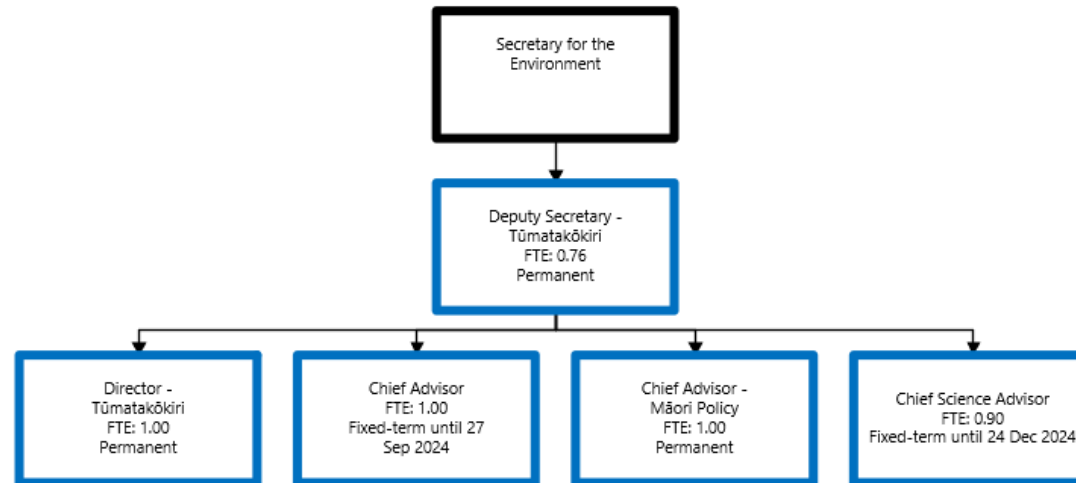 Secretary for the
Environment
Deputy Secretary -
Tūmatakōkiri
FTE: 0.76
Permanent
Director -
Tūmatakōkiri
FTE: 1.00
Permanent
Chief Advisor
FTE: 1.00
Fixed-term until 27
Sep 2024
Chief Advisor -
Māori Policy
FTE: 1.00
Permanent
Chief Science Advisor
FTE: 0.90
Fixed-term until 24 Dec 2024